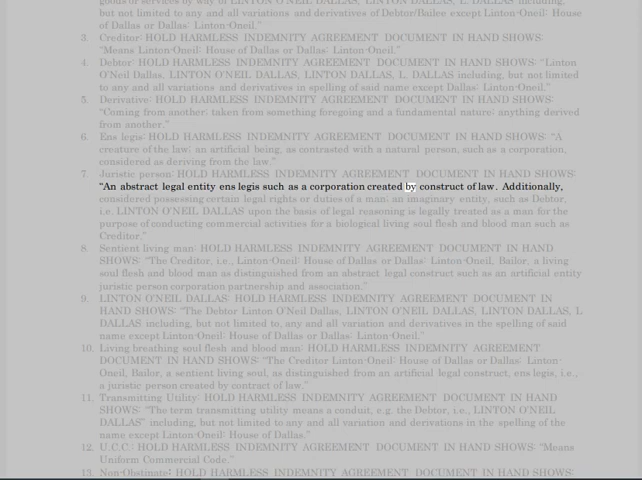 goods or services by way of LINTON O'NEIL DALLAS, L. DALLAS including,
but not limited to any and all variations and derivatives of Debtor/Bailee except Linton-Oneil: House
of Dallas or Dallas: Linton-Oneil."
3. Creditor: HOLD HARMLESS INDEMNITY AGREEMENT DOCUMENT IN HAND SHOWS:
"Means Linton-Oneil: House of Dallas or Dallas: Linton-Oneil."
4. Debtor: HOLD HARMLESS INDEMNITY AGREEMENT DOCUMENT IN HAND SHOWS: "Linton
O'Neil Dallas, LINTON O'NEIL DALLAS, LINTON DALLAS, L. DALLAS including, but not limited
to any and all variations and derivatives in spelling of said name except Dallas: Linton-Oneil."
5. Derivative: HOLD HARMLESS INDEMNITY AGREEMENT DOCUMENT IN HAND SHOWS:
"Coming from another; taken from something foregoing and a fundamental nature; anything derived
from another."
6. Ens legis: HOLD HARMLESS INDEMNITY AGREEMENT DOCUMENT IN HAND SHOWS: "A
creature of the law; an artificial being, as contrasted with a natural person, such as a corporation,
considered as deriving from the law."
7. Juristic person: HOLD HARMLESS INDEMNITY AGREEMENT DOCUMENT IN HAND SHOWS:
"An abstract legal entity ens legis such as a corporation created by construct of law. Additionally,
considered possessing certain legal rights or duties of a man; an imaginary entity, such as Debtor,
i.e. LINTON O'NEIL DALLAS upon the basis of legal reasoning is legally treated as a man for the
purpose of conducting commercial activities for a biological living soul flesh and blood man such as
Creditor."
8. Sentient living man: HOLD HARMLESS INDEMNITY AGREEMENT DOCUMENT IN HAND
SHOWS: "The Creditor, i.e., Linton-Oneil: House of Dallas or Dallas: Linton-Oneil, Bailor, a living
soul flesh and blood man as distinguished from an abstract legal construct such as an artificial entity
juristic person corporation partnership and association."
9. LINTON O'NEIL DALLAS: HOLD HARMLESS INDEMNITY AGREEMENT DOCUMENT IN
HAND SHOWS: "The Debtor Linton O'Neil Dallas, LINTON O'NEIL DALLAS, LINTON DALLAS, L
DALLAS including, but not limited to, any and all variation and derivatives in the spelling of said
name except Linton-Oneil: House of Dallas or Dallas: Linton-Oneil."
10. Living breathing soul flesh and blood man: HOLD HARMLESS INDEMNITY AGREEMENT
DOCUMENT IN HAND SHOWS: "The Creditor Linton-Oneil: House of Dallas or Dallas: Linton-
Oneil, Bailor, a sentient living soul, as distinguished from an artificial legal construct, ens legis, i.e.,
a juristic person created by contract of law."
11. Transmitting Utility: HOLD HARMLESS INDEMNITY AGREEMENT DOCUMENT IN HAND
SHOWS: "The term transmitting utility means a conduit, e.g. the Debtor, i.e., LINTON O'NEIL
DALLAS" including, but not limited to any and all variation and derivations in the spelling of the
name except Linton-Oneil: House of Dallas."
12. U.C.C.: HOLD HARMLESS INDEMNITY AGREEMENT DOCUMENT IN HAND SHOWS: "Means
Uniform Commercial Code."
13. Non-Obstinate: HOLD HARMLESS INDEMNITY AGREEMENT DOCUMENT IN HAND SHOWS: